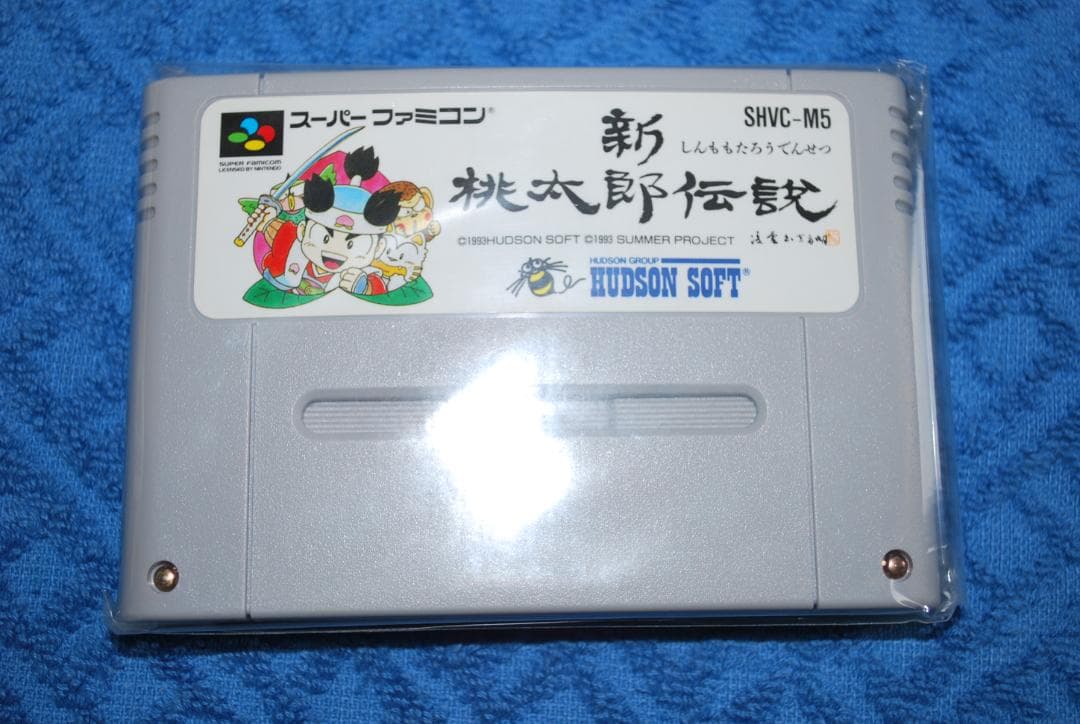 スーパーファミコン®
SUPER FAMICOM
LICENSED BY NINTENDO
SHVC-M5
新
しんももたろうでんせつ
桃太郎伝説
©1993HUDSON SOFT ©1993 SUMMER PROJECT
HUDSON GROUP
HUDSON SOFT®